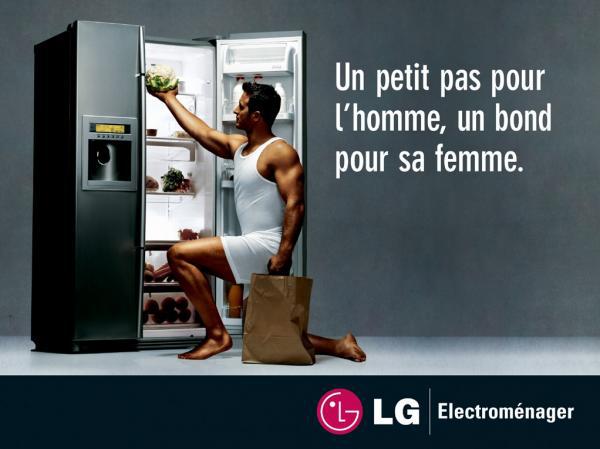 Un petit pas pour
l'homme, un bond
pour sa femme.
LG Electroménager